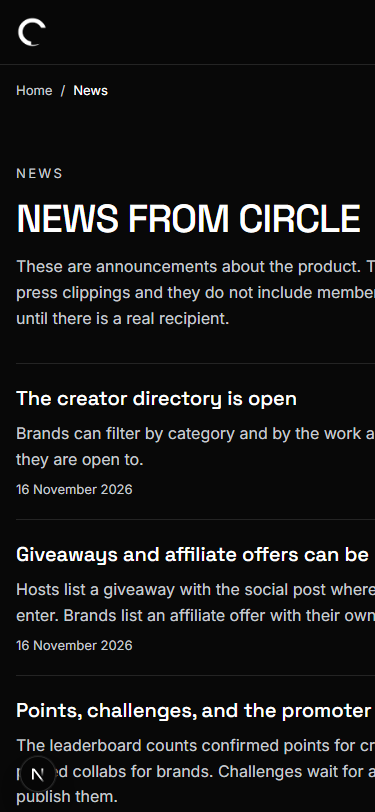 Home / News
NEWS
NEWS FROM CIRCLE
These are announcements about the product.
press clippings and they do not include
until there is a real recipient.
The creator directory is open
Brands can filter by category and by the work
they are open to.
16 November 2026
Giveaways and affiliate offers can be
Hosts list a giveaway with the social post
enter. Brands list an affiliate offer with their own
16 November 2026
Points, challenges, and the promoter
The leaderboard counts confirmed points for
collabs for brands. Challenges wait for
publish them.
N